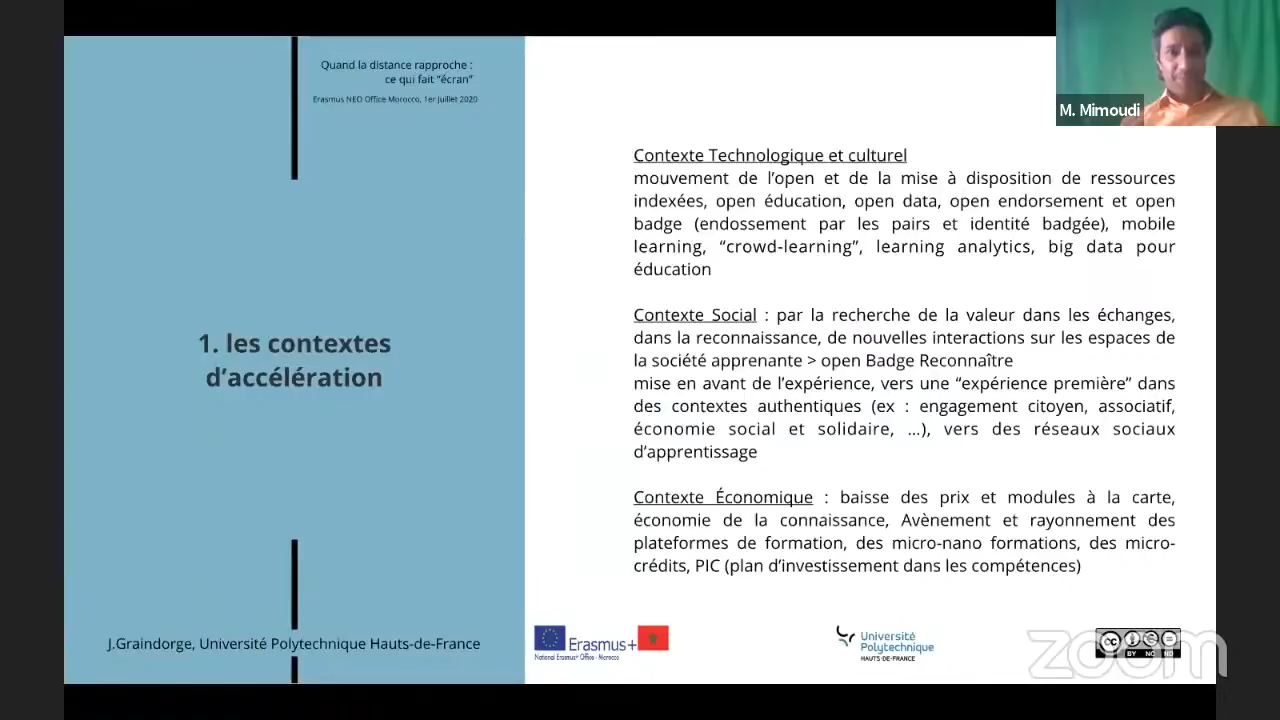 Quand la distance rapproche :
ce qui fait “écran”
Erasmus NEO Office Morocco, 1er Juillet 2020
M. Mimoudi
1. les contextes
d’accélération
Contexte Technologique et culturel
mouvement de l’open et de la mise à disposition de ressources
indexées, open éducation, open data, open endorsement et open
badge (endossement par les pairs et identité badgée), mobile
learning, “crowd-learning”, learning analytics, big data pour
éducation
Contexte Social : par la recherche de la valeur dans les échanges,
dans la reconnaissance, de nouvelles interactions sur les espaces de
la société apprenante > open Badge Reconnaître
mise en avant de l’expérience, vers une “expérience première” dans
des contextes authentiques (ex : engagement citoyen, associatif,
économie social et solidaire, …), vers des réseaux sociaux
d’apprentissage
Contexte Économique : baisse des prix et modules à la carte,
économie de la connaissance, Avènement et rayonnement des
plateformes de formation, des micro-nano formations, des micro-
crédits, PIC (plan d’investissement dans les compétences)
J.Graindorge, Université Polytechnique Hauts-de-France
Erasmus+
National Erasmus+ Office - Morocco
Université
Polytechnique
HAUTS-DE-FRANCE
cc
BY NC ND
zoom